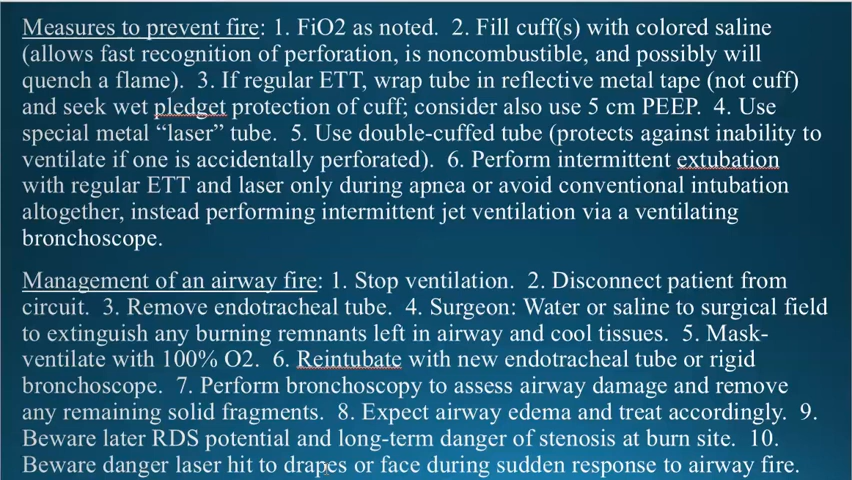 Measures to prevent fire: 1. FiO2 as noted.  2. Fill cuff(s) with colored saline
(allows fast recognition of perforation, is noncombustible, and possibly will
quench a flame).  3. If regular ETT, wrap tube in reflective metal tape (not cuff)
and seek wet pledget protection of cuff; consider also use 5 cm PEEP.  4. Use
special metal “laser” tube.  5. Use double-cuffed tube (protects against inability to
ventilate if one is accidentally perforated).  6. Perform intermittent extubation
with regular ETT and laser only during apnea or avoid conventional intubation
altogether, instead performing intermittent jet ventilation via a ventilating
bronchoscope.
Management of an airway fire: 1. Stop ventilation.  2. Disconnect patient from
circuit.  3. Remove endotracheal tube.  4. Surgeon: Water or saline to surgical field
to extinguish any burning remnants left in airway and cool tissues.  5. Mask-
ventilate with 100% O2.  6. Reintubate with new endotracheal tube or rigid
bronchoscope.  7. Perform bronchoscopy to assess airway damage and remove
any remaining solid fragments.  8. Expect airway edema and treat accordingly.  9.
Beware later RDS potential and long-term danger of stenosis at burn site.  10.
Beware danger laser hit to drapes or face during sudden response to airway fire.